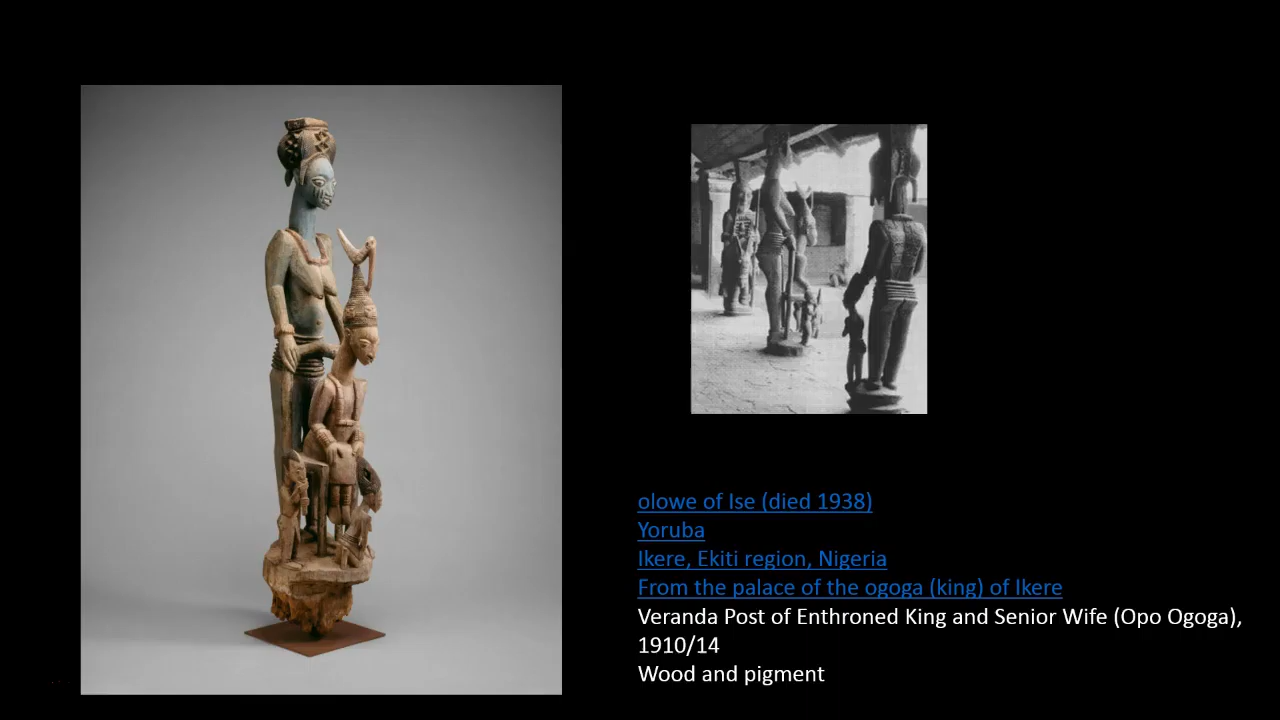 olowe of Ise (died 1938)
Yoruba
Ikere, Ekiti region, Nigeria
From the palace of the ogoga (king) of Ikere
Veranda Post of Enthroned King and Senior Wife (Opo Ogoga),
1910/14
Wood and pigment